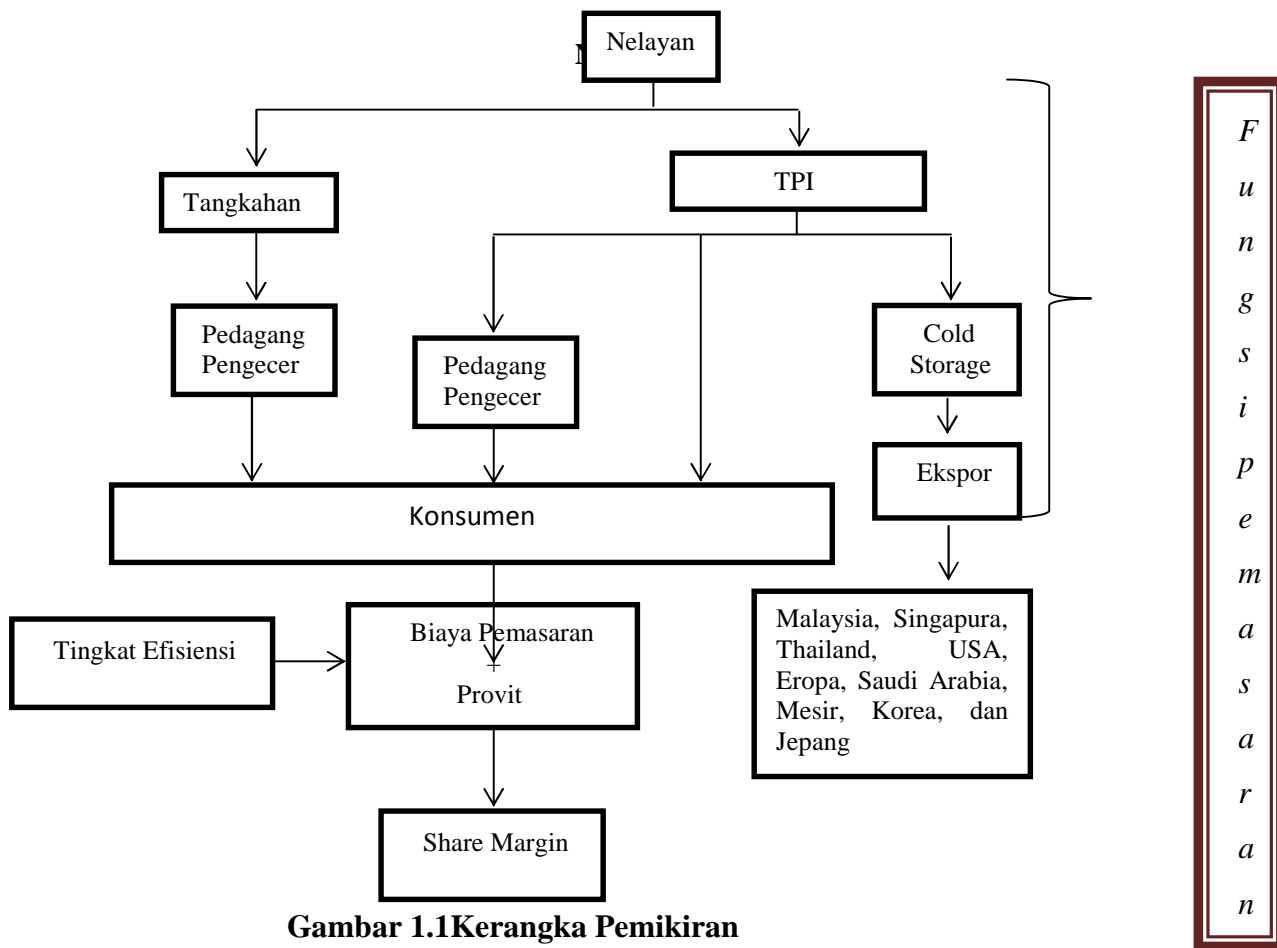 Nelayan
TPI
Tangkahan
Pedagang
Pengecer
Pedagang
Pengecer
Cold
Storage
Ekspor
Konsumen
Malaysia, Singapura,
Thailand, USA,
Eropa, Saudi Arabia,
Mesir, Korea, dan
Jepang
Tingkat Efisiensi
Biaya Pemasaran
+
Provit
Share Margin
Gambar 1.1Kerangka Pemikiran
F
u
n
g
s
i
p
e
m
a
s
a
r
a
n